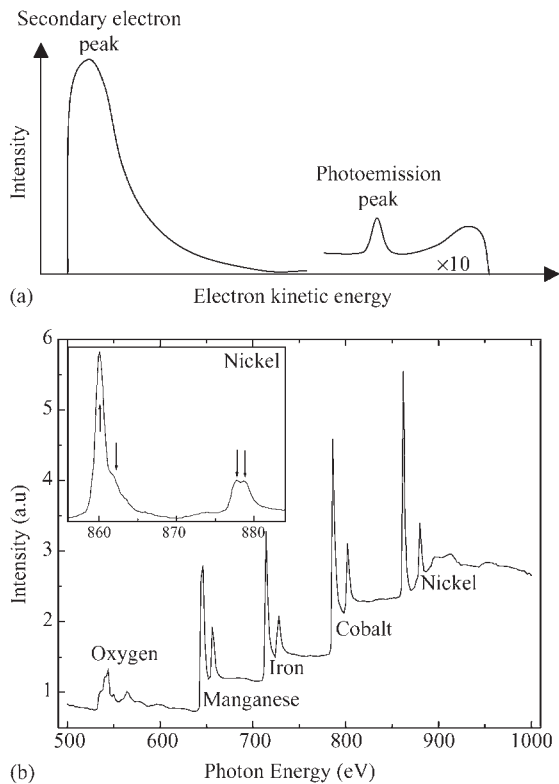 Secondary electron
peak
Intensity
Photoemission
peak
×10
(a)
Electron kinetic energy
6
5
4
3
2
1
Intensity (a.u)
Nickel
860 870 880
Oxygen
Manganese
Iron
Cobalt
Nickel
500 600 700 800 900 1000
(b)
Photon Energy (eV)